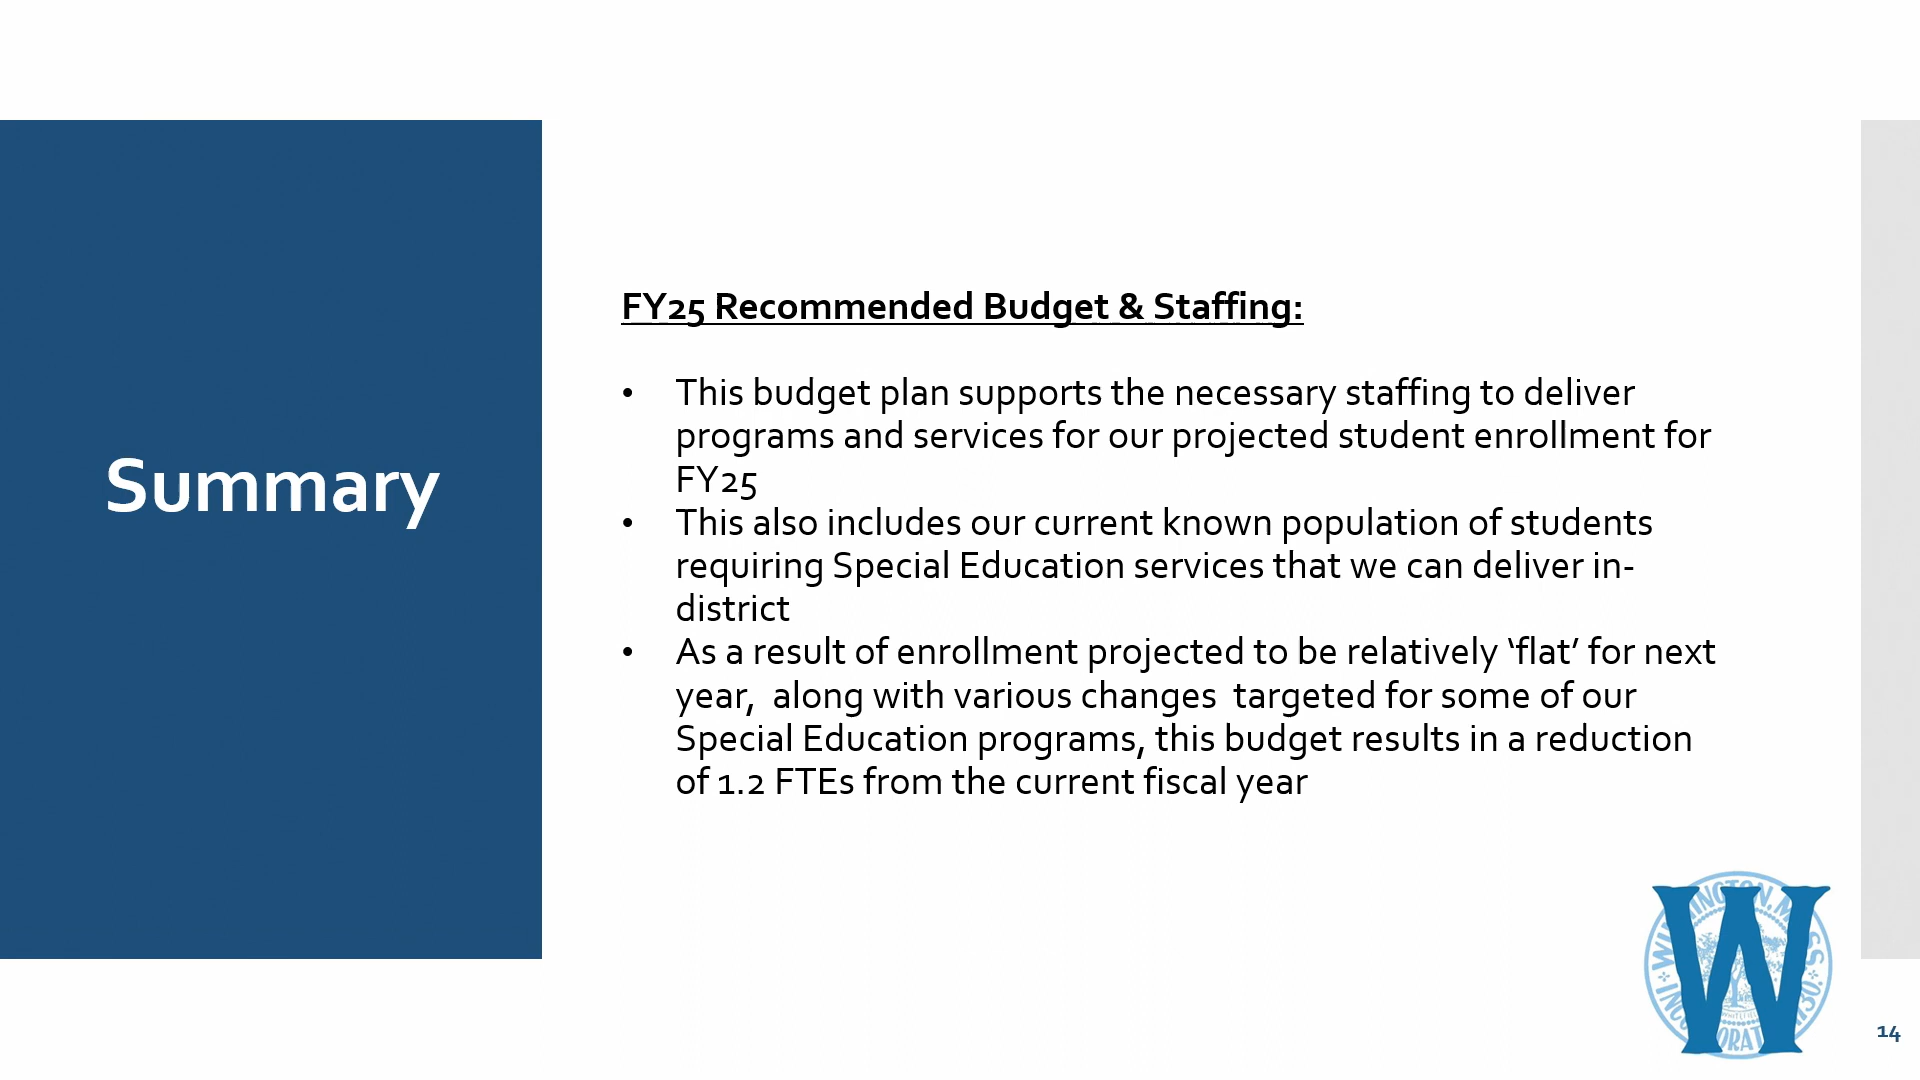 Summary
FY25 Recommended Budget & Staffing:
• This budget plan supports the necessary staffing to deliver
programs and services for our projected student enrollment for
FY25
• This also includes our current known population of students
requiring Special Education services that we can deliver in-
district
• As a result of enrollment projected to be relatively ‘flat’ for next
year,  along with various changes  targeted for some of our
Special Education programs, this budget results in a reduction
of 1.2 FTEs from the current fiscal year
W
14